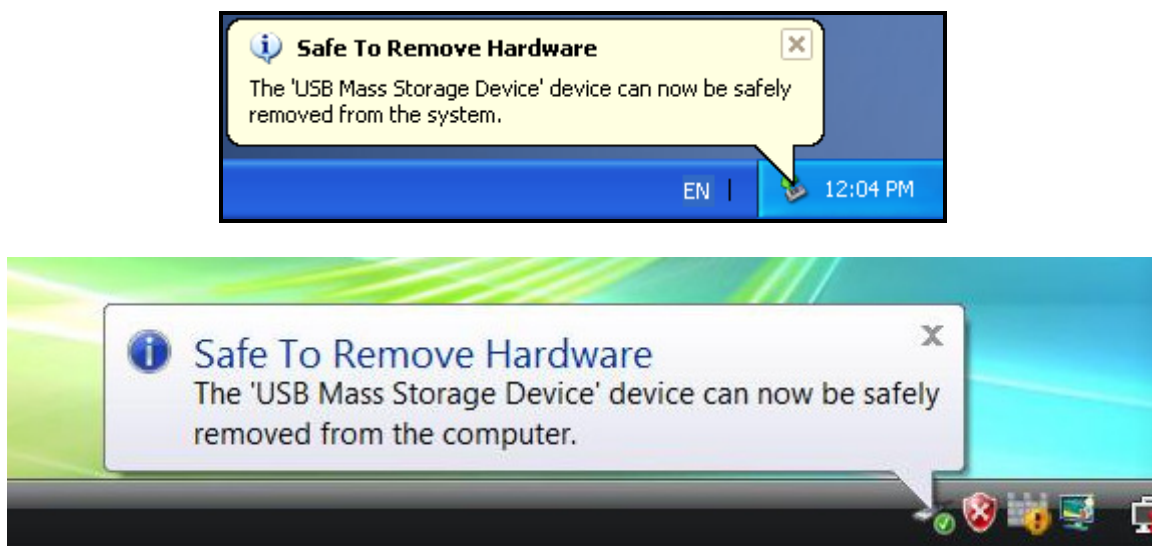 Safe To Remove Hardware
The 'USB Mass Storage Device' device can now be safely
removed from the system.
EN
12:04 PM
Safe To Remove Hardware
The 'USB Mass Storage Device' device can now be safely
removed from the computer.